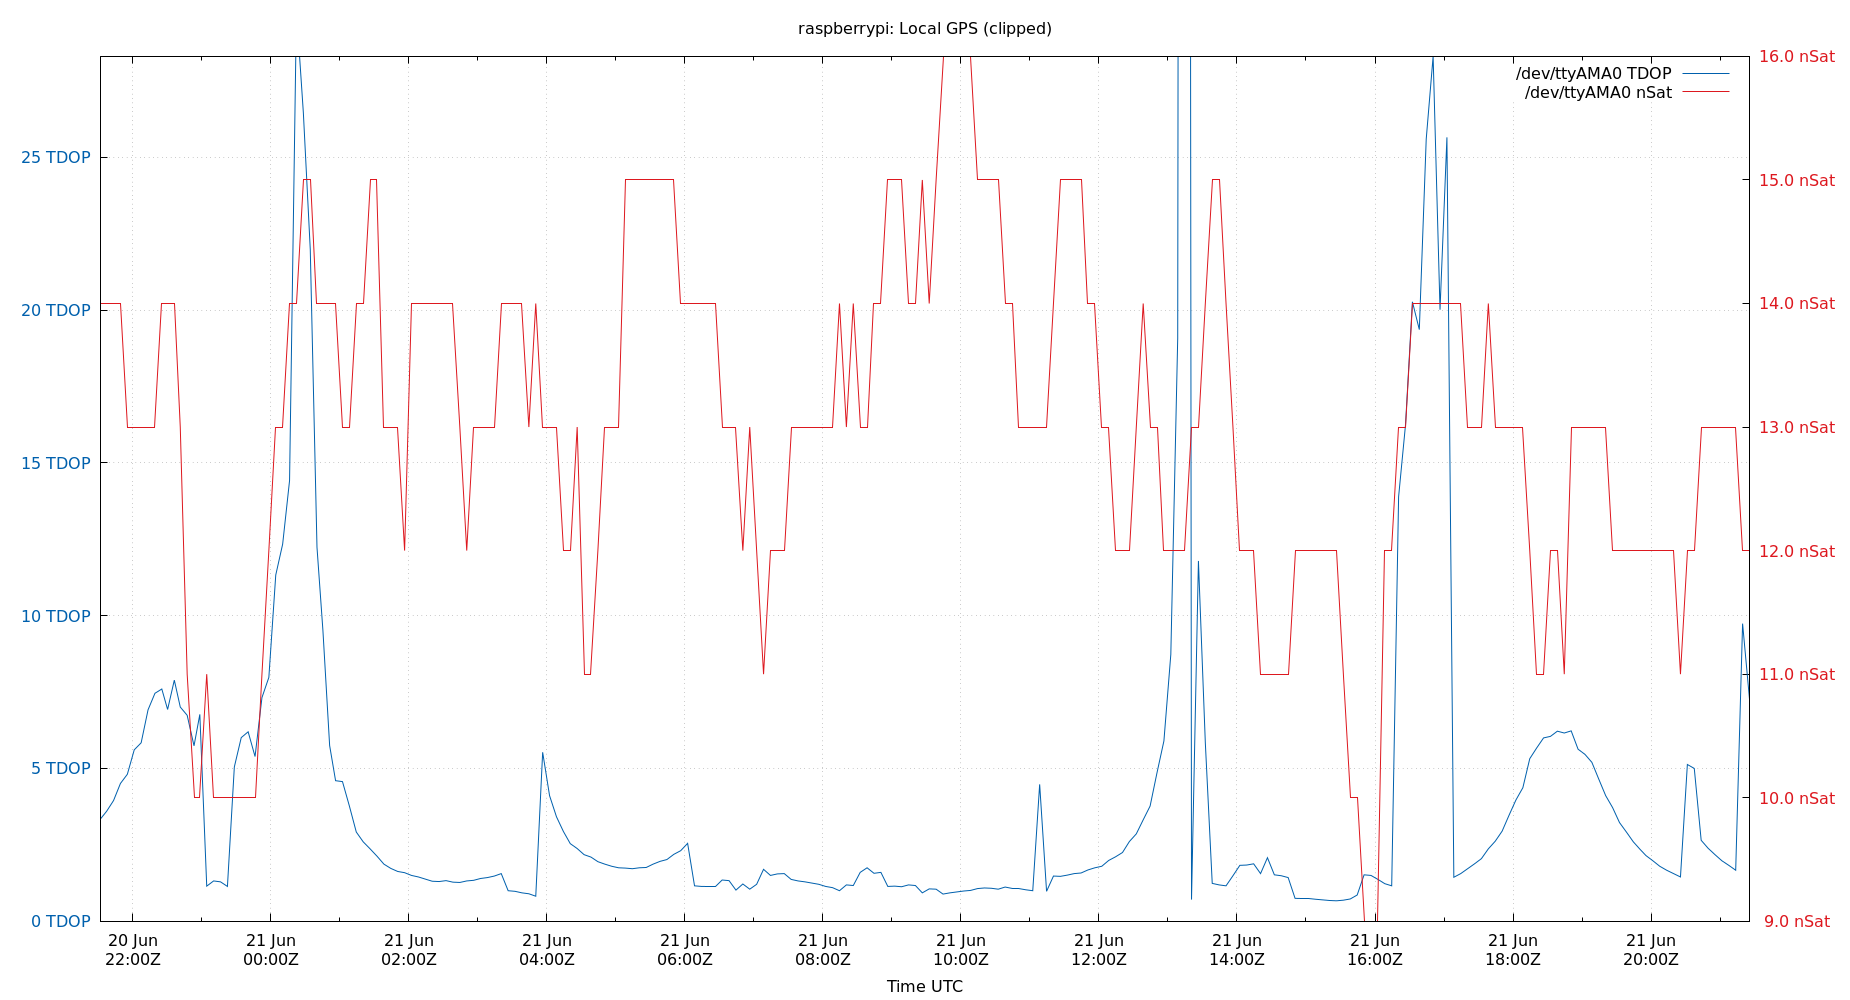 raspberrypi: Local GPS (clipped)
/dev/ttyAMA0 TDOP
/dev/ttyAMA0 nSat
25 TDOP
20 TDOP
15 TDOP
10 TDOP
5 TDOP
0 TDOP
16.0 nSat
15.0 nSat
14.0 nSat
13.0 nSat
12.0 nSat
11.0 nSat
10.0 nSat
9.0 nSat
20 Jun 21 Jun 21 Jun 21 Jun 21 Jun 21 Jun 21 Jun 21 Jun 21 Jun 21 Jun 21 Jun 21 Jun
22:00Z 00:00Z 02:00Z 04:00Z 06:00Z 08:00Z 10:00Z 12:00Z 14:00Z 16:00Z 18:00Z 20:00Z
Time UTC